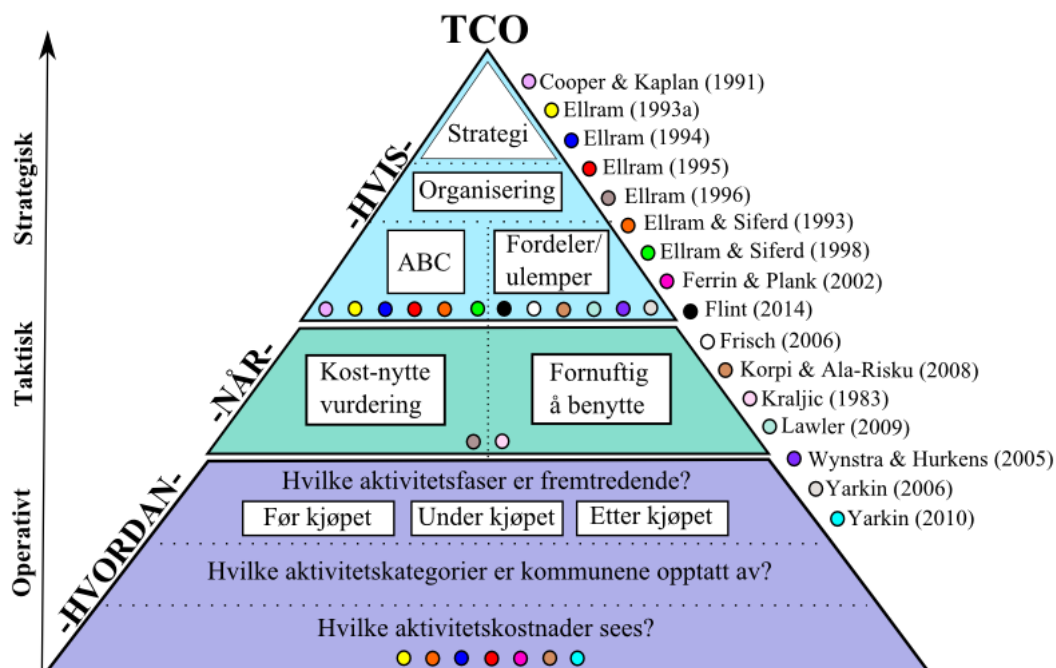 TCO
Strategisk
Taktisk
Operativt
-HVIS-
-NÅR-
-HVORDAN-
Strategi
Organisering
ABC
Fordeler/
ulemper
Kost-nytte
vurdering
Fornuftig
å benytte
Hvilke aktivitetsfaser er fremtredende?
Før kjøpet
Under kjøpet
Etter kjøpet
Hvilke aktivitetskategorier er kommunene opptatt av?
Hvilke aktivitetskostnader sees?
Cooper & Kaplan (1991)
Ellram (1993a)
Ellram (1994)
Ellram (1995)
Ellram (1996)
Ellram & Siferd (1993)
Ellram & Siferd (1998)
Ferrin & Plank (2002)
Flint (2014)
Frisch (2006)
Korpi & Ala-Risku (2008)
Kraljic (1983)
Lawler (2009)
Wynstra & Hurkens (2005)
Yarkin (2006)
Yarkin (2010)